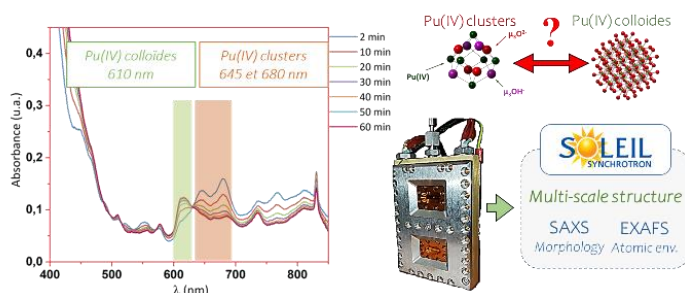 0,4
0,3
0,2
0,1
0,0
Absorbance (u.a.)
400 500 600 700 800
λ (nm)
Pu(IV) colloïdes
610 nm
Pu(IV) clusters
645 et 680 nm
2 min
10 min
20 min
30 min
40 min
50 min
60 min
Pu(IV) clusters
?
Pu(IV) colloides
μ₃O²⁻
Pu(IV)
μ₃OH⁻
SOLEIL
SYNCHROTRON
Multi-scale structure
SAXS
Morphology
EXAFS
Atomic env.